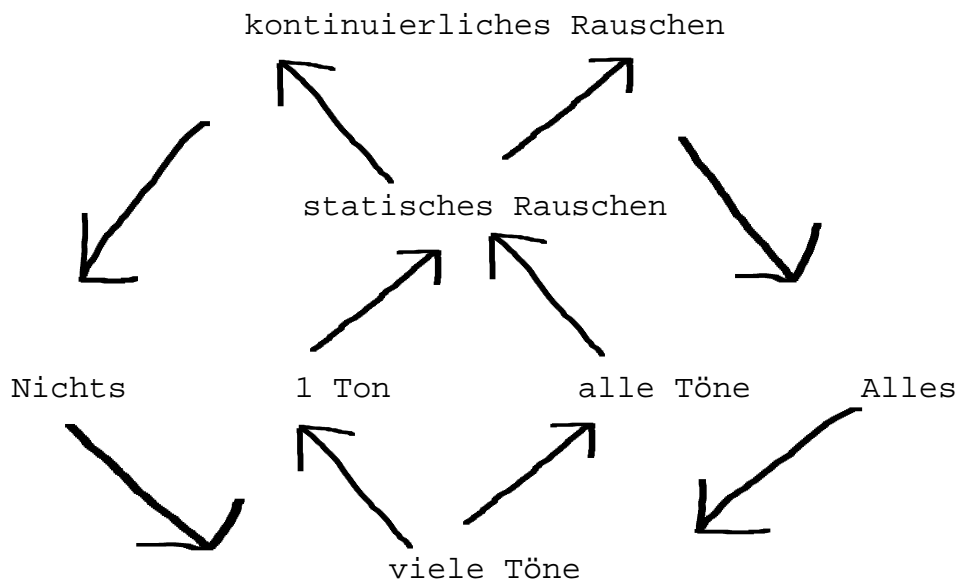 kontinuierliches Rauschen
statisches Rauschen
Nichts 1 Ton alle Töne Alles
viele Töne